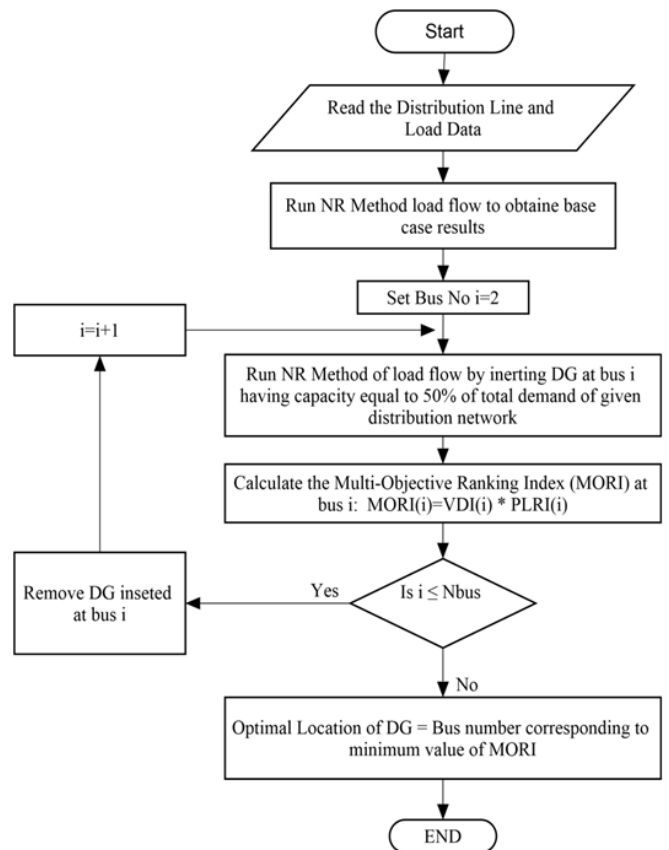 Start
Read the Distribution Line and
Load Data
Run NR Method load flow to obtaine base
case results
Set Bus No i=2
i=i+1
Run NR Method of load flow by inerting DG at bus i
having capacity equal to 50% of total demand of given
distribution network
Calculate the Multi-Objective Ranking Index (MORI) at
bus i: MORI(i)=VDI(i) * PLRI(i)
Is i ≤ Nbus
Yes
Remove DG inseted
at bus i
No
Optimal Location of DG = Bus number corresponding to
minimum value of MORI
END